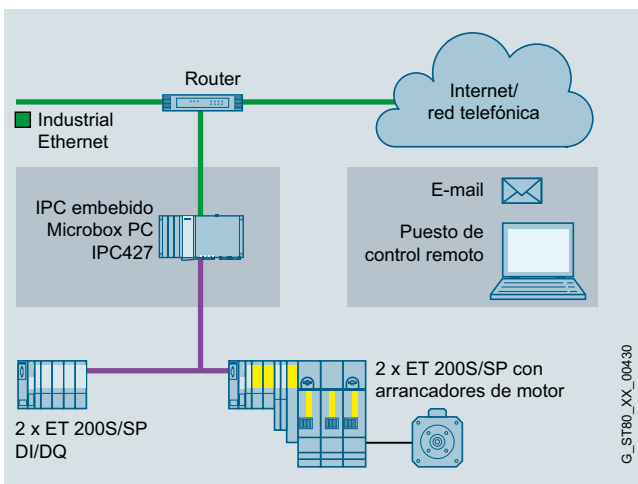 Router
Internet/
red telefónica
Industrial
Ethernet
IPC embebido
Microbox PC
IPC427
E-mail
Puesto de
control remoto
2 x ET 200S/SP
DI/DQ
2 x ET 200S/SP con
arrancadores de motor
G_ST80_XX_00430